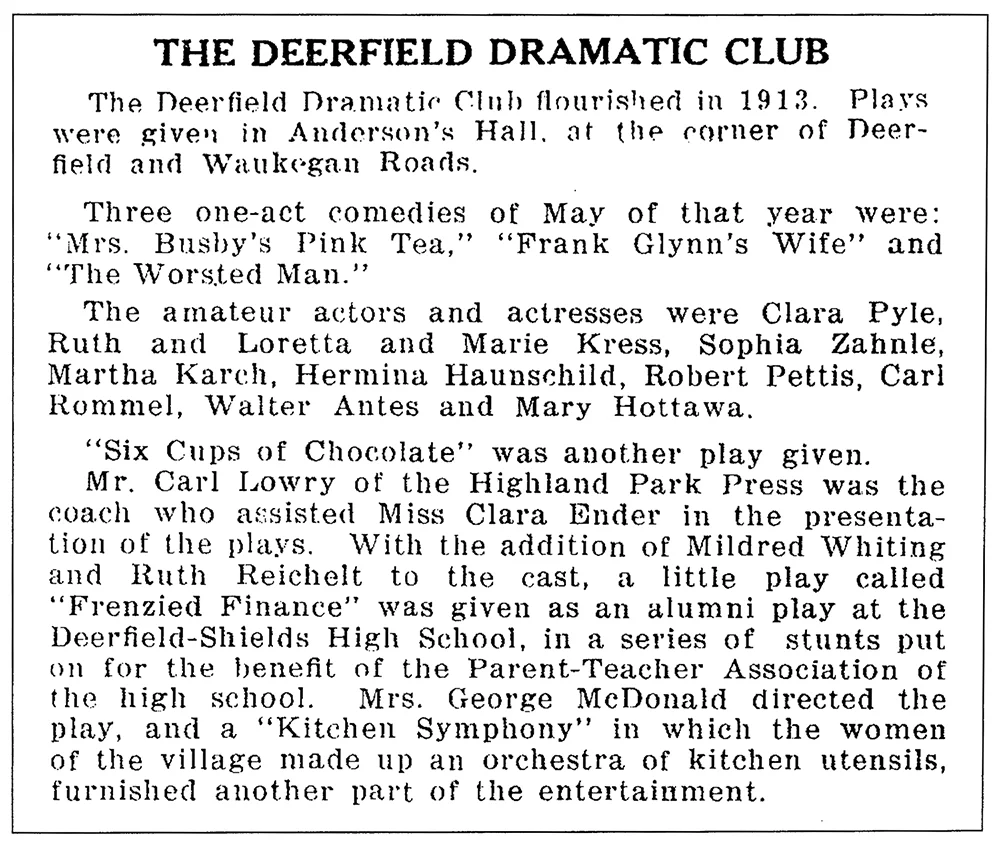 THE DEERFIELD DRAMATIC CLUB
The Deerfield Dramatic Club flourished in 1913. Plays
were given in Anderson's Hall, at the corner of Deer-
field and Waukegan Roads.
Three one-act comedies of May of that year were:
"Mrs. Busby's Pink Tea," "Frank Glynn's Wife" and
"The Worsted Man."
The amateur actors and actresses were Clara Pyle,
Ruth and Loretta and Marie Kress, Sophia Zahnle,
Martha Karch, Hermina Haunschild, Robert Pettis, Carl
Rommel, Walter Antes and Mary Hottawa.
"Six Cups of Chocolate" was another play given.
Mr. Carl Lowry of the Highland Park Press was the
coach who assisted Miss Clara Ender in the presenta-
tion of the plays. With the addition of Mildred Whiting
and Ruth Reichelt to the cast, a little play called
"Frenzied Finance" was given as an alumni play at the
Deerfield-Shields High School, in a series of stunts put
on for the benefit of the Parent-Teacher Association of
the high school. Mrs. George McDonald directed the
play, and a "Kitchen Symphony" in which the women
of the village made up an orchestra of kitchen utensils,
furnished another part of the entertainment.